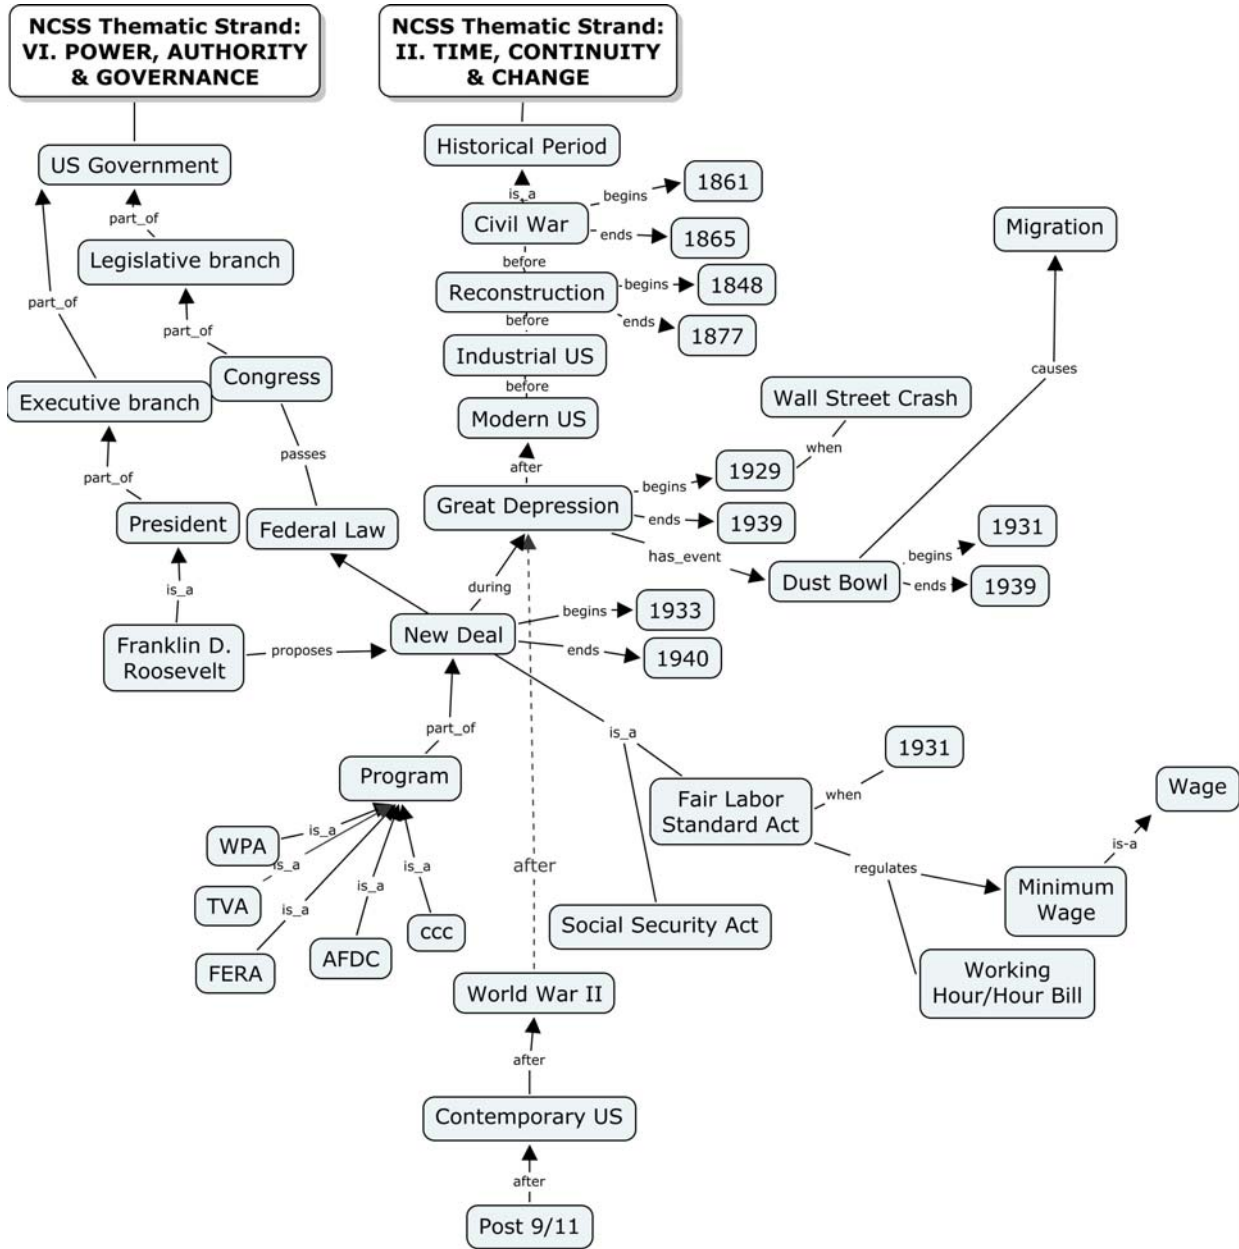 NCSS Thematic Strand:
VI. POWER, AUTHORITY
& GOVERNANCE
NCSS Thematic Strand:
II. TIME, CONTINUITY
& CHANGE
US Government
Historical Period
is_a
begins
1861
Civil War
ends
1865
Migration
part_of
Legislative branch
before
Reconstruction
begins
1848
ends
1877
part_of
part_of
before
Industrial US
Congress
Executive branch
before
Modern US
causes
Wall Street Crash
when
passes
after
part_of
Great Depression
begins
1929
ends
1939
President
Federal Law
has_event
Dust Bowl
begins
1931
ends
1939
is_a
during
Franklin D.
Roosevelt
proposes
New Deal
begins
1933
ends
1940
part_of
is_a
Program
1931
when
Fair Labor
Standard Act
Wage
is-a
WPA
is_a
is_a
TVA
is_a
FERA
is_a
AFDC
is_a
ccc
after
regulates
Minimum
Wage
Social Security Act
Working
Hour/Hour Bill
World War II
after
Contemporary US
after
Post 9/11